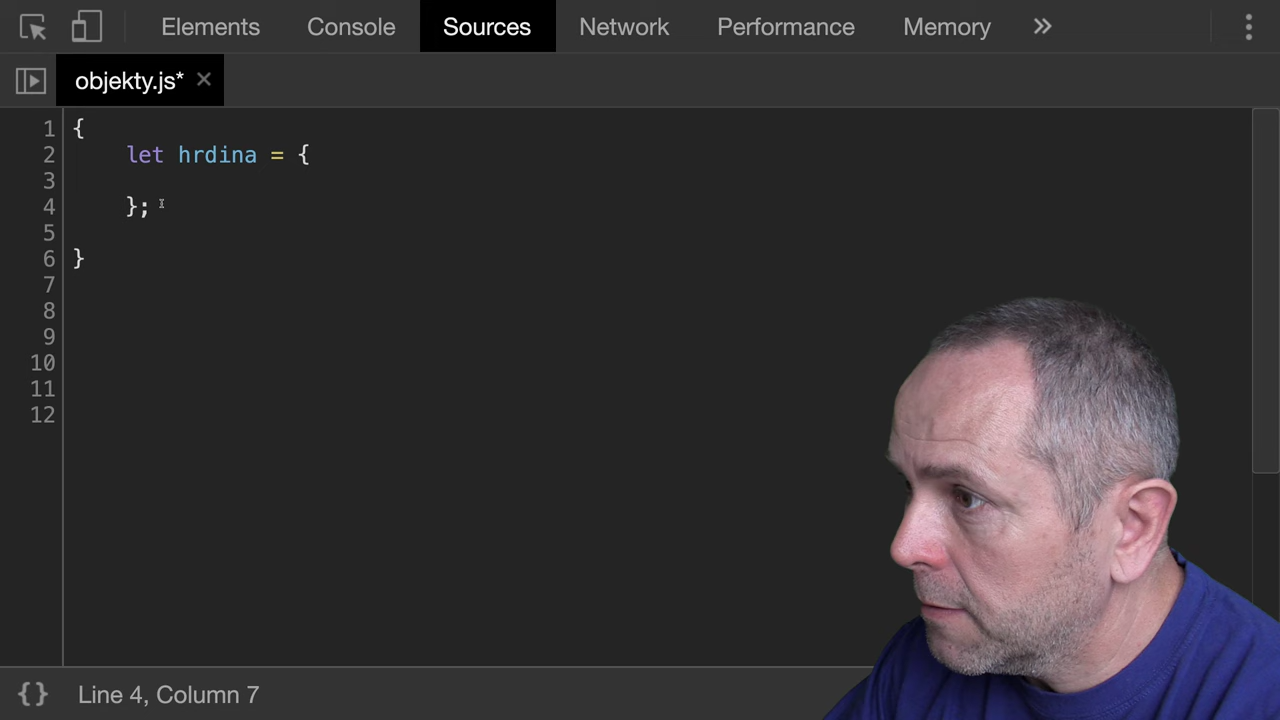 Elements Console Sources Network Performance Memory »
objekty.js* ×
1 {
2 let hrdina = {
3
4 };
5
6 }
7
8
9
10
11
12
{} Line 4, Column 7